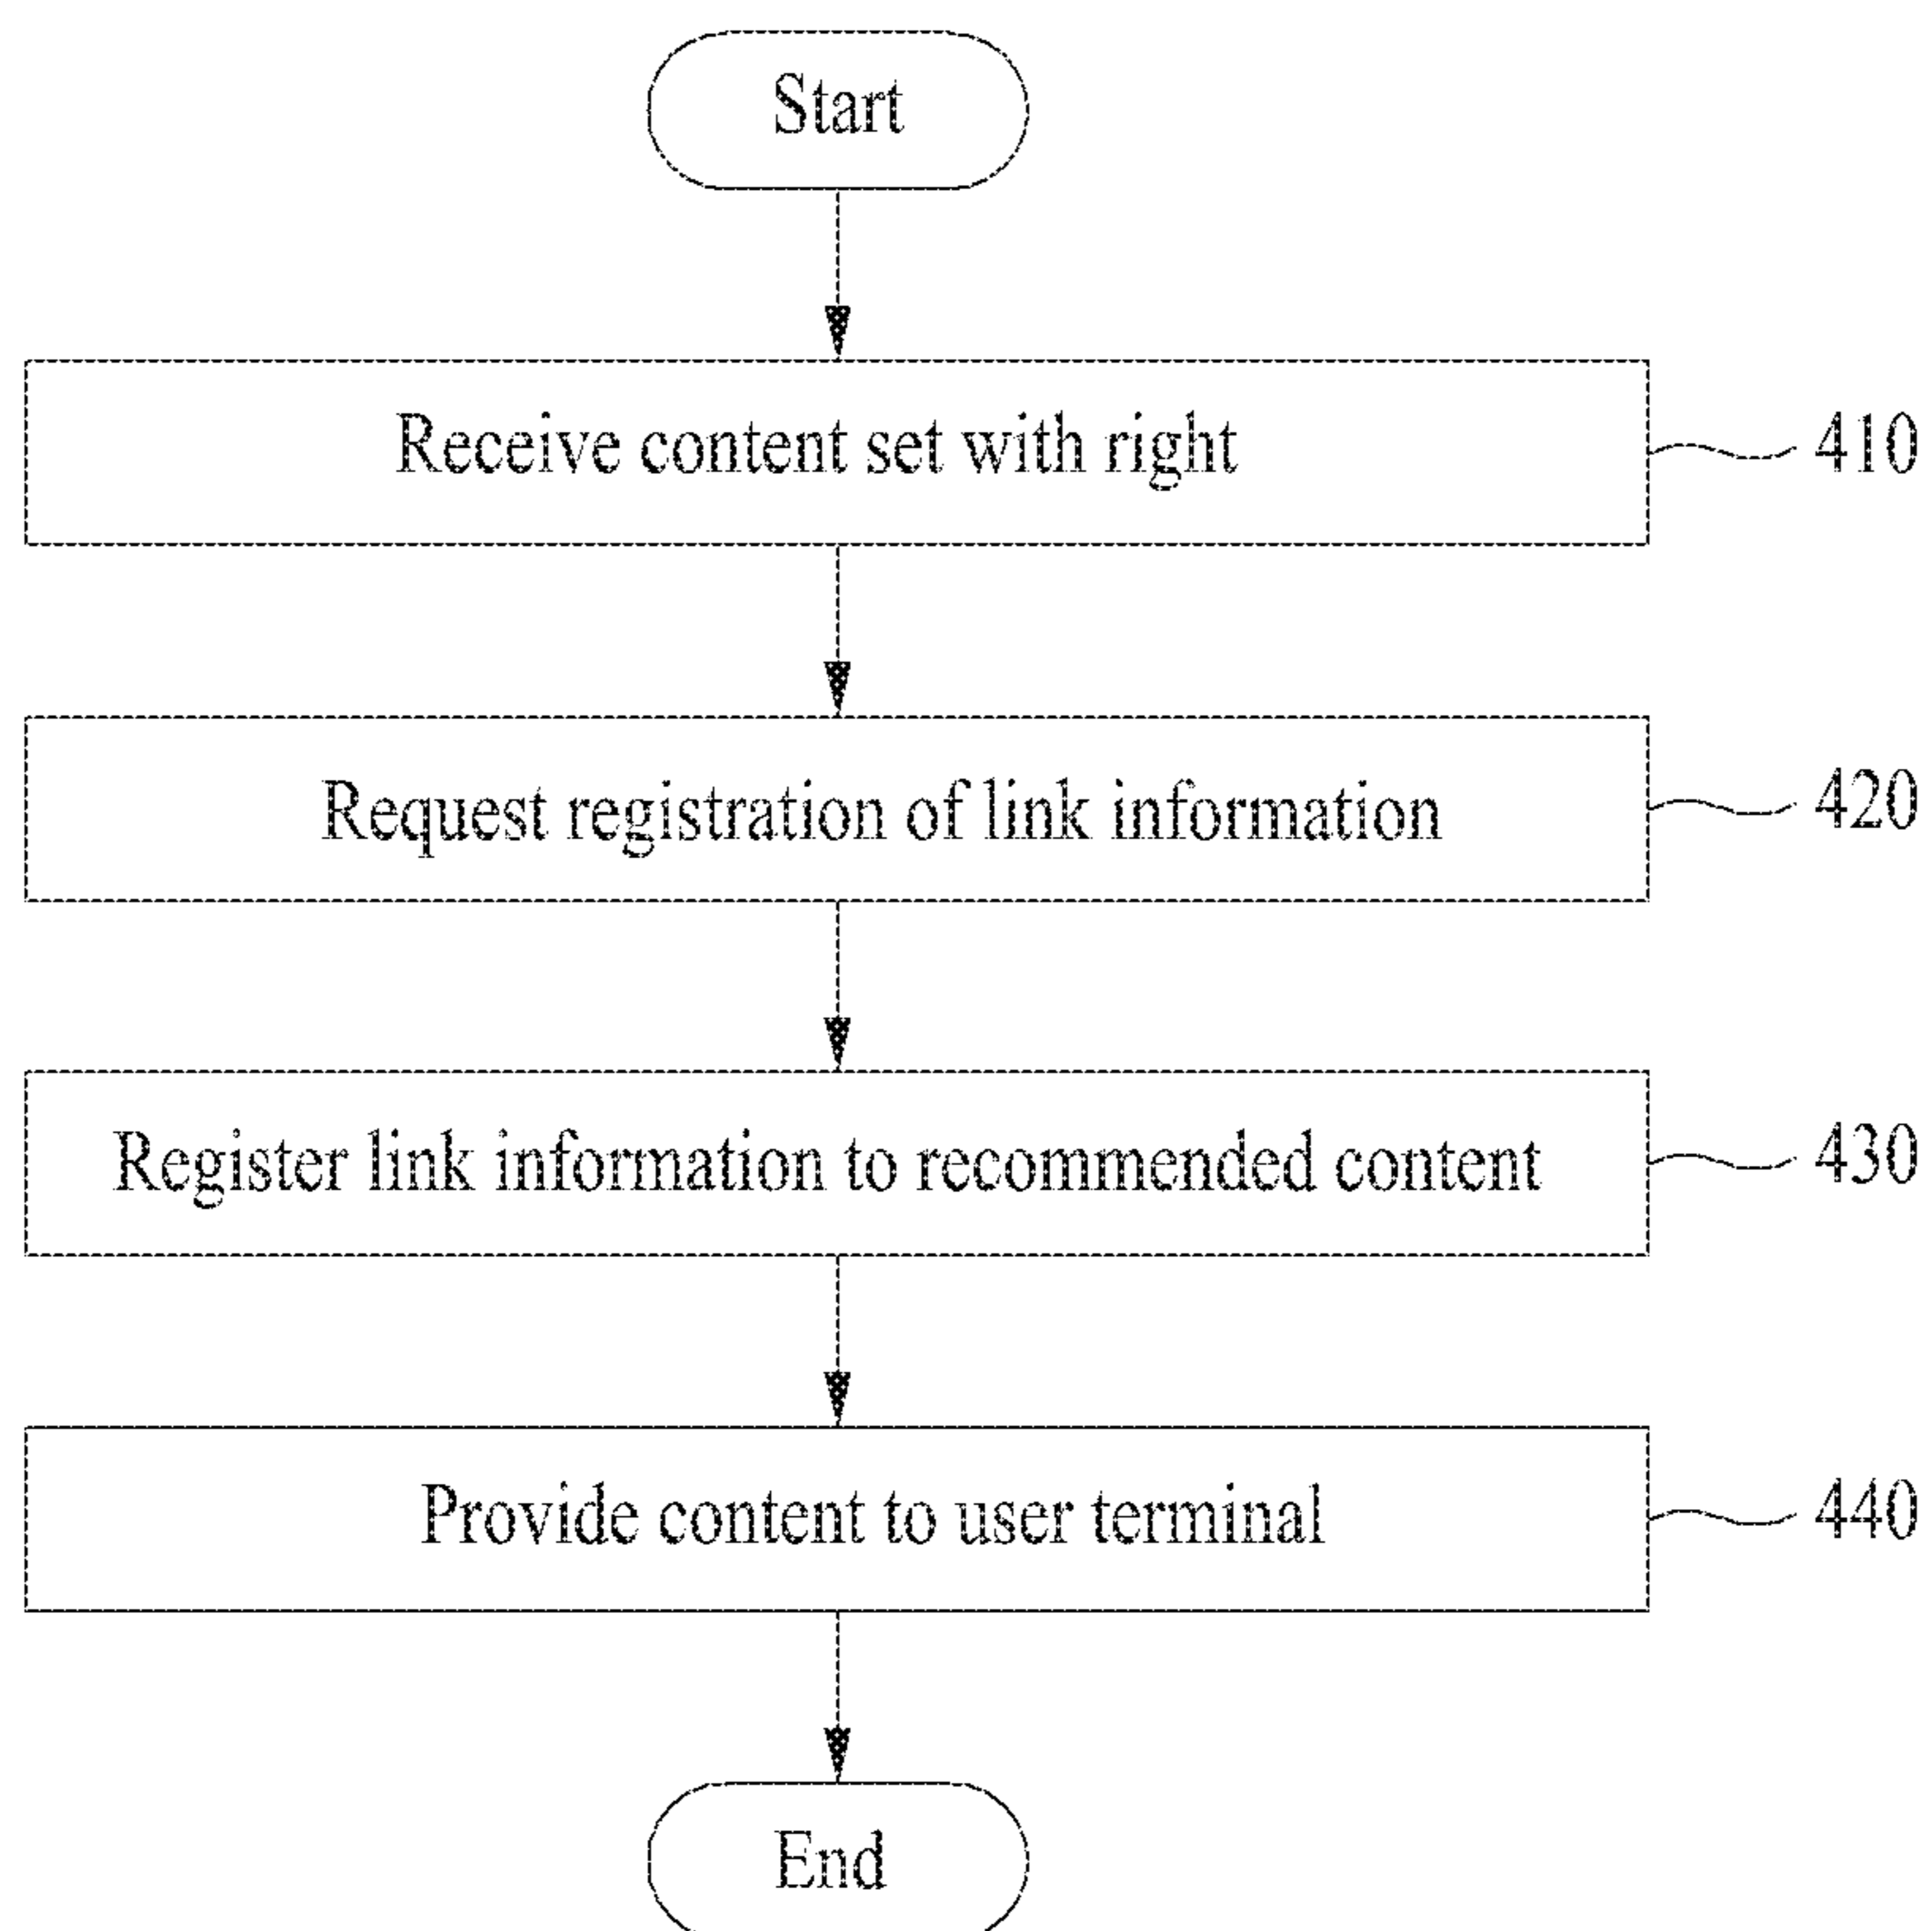 Start
Receive content set with right
410
Request registration of link information
420
Register link information to recommended content
430
Provide content to user terminal
440
End